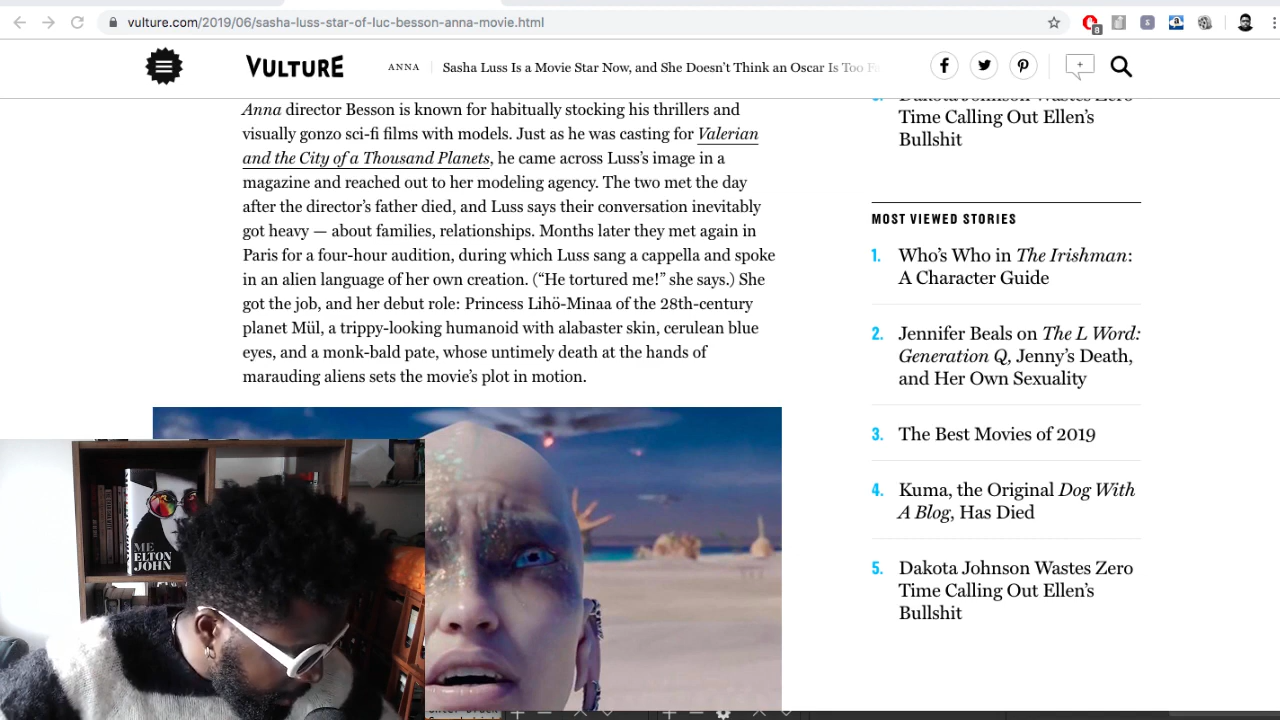 vulture.com/2019/06/sasha-luss-star-of-luc-besson-anna-movie.html
8
VULTURE
ANNA
Sasha Luss Is a Movie Star Now, and She Doesn’t Think an Oscar Is Too Fa
Anna director Besson is known for habitually stocking his thrillers and
visually gonzo sci-fi films with models. Just as he was casting for Valerian
and the City of a Thousand Planets, he came across Luss’s image in a
magazine and reached out to her modeling agency. The two met the day
after the director’s father died, and Luss says their conversation inevitably
got heavy — about families, relationships. Months later they met again in
Paris for a four-hour audition, during which Luss sang a cappella and spoke
in an alien language of her own creation. (“He tortured me!” she says.) She
got the job, and her debut role: Princess Lihö-Minaa of the 28th-century
planet Mül, a trippy-looking humanoid with alabaster skin, cerulean blue
eyes, and a monk-bald pate, whose untimely death at the hands of
marauding aliens sets the movie’s plot in motion.
Dakota Johnson Wastes Zero
Time Calling Out Ellen’s
Bullshit
MOST VIEWED STORIES
1. Who’s Who in The Irishman:
A Character Guide
2. Jennifer Beals on The L Word:
Generation Q, Jenny’s Death,
and Her Own Sexuality
3. The Best Movies of 2019
4. Kuma, the Original Dog With
A Blog, Has Died
5. Dakota Johnson Wastes Zero
Time Calling Out Ellen’s
Bullshit
ME
ELTON
JOHN